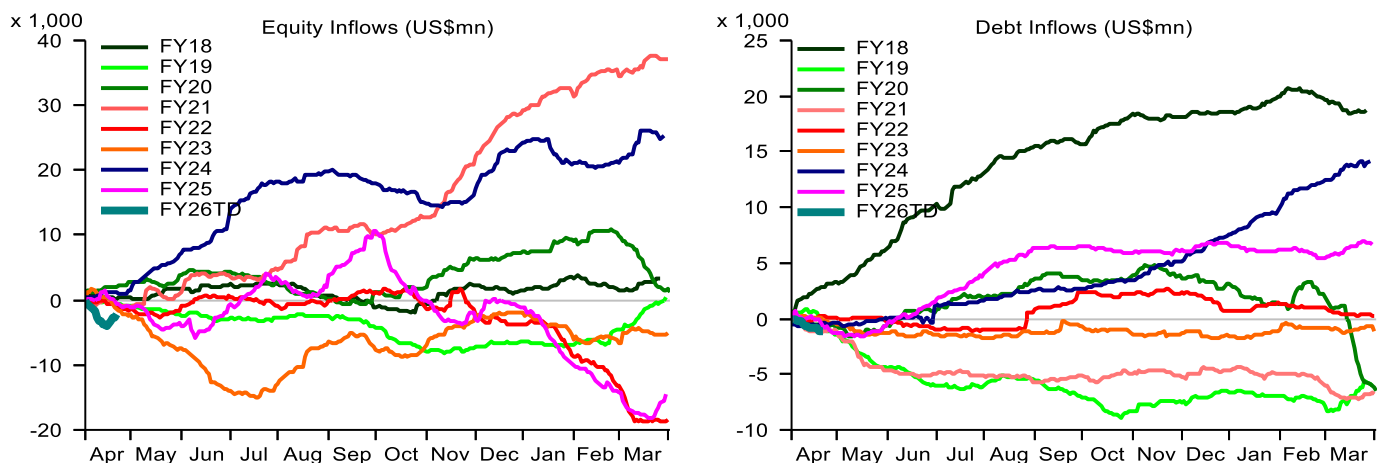 x 1,000
Equity Inflows (US$mn)
40
30
20
10
0
-10
-20
FY18
FY19
FY20
FY21
FY22
FY23
FY24
FY25
FY26TD
Apr May Jun Jul Aug Sep Oct Nov Dec Jan Feb Mar
x 1,000
Debt Inflows (US$mn)
25
20
15
10
5
0
-5
-10
FY18
FY19
FY20
FY21
FY22
FY23
FY24
FY25
FY26TD
Apr May Jun Jul Aug Sep Oct Nov Dec Jan Feb Mar